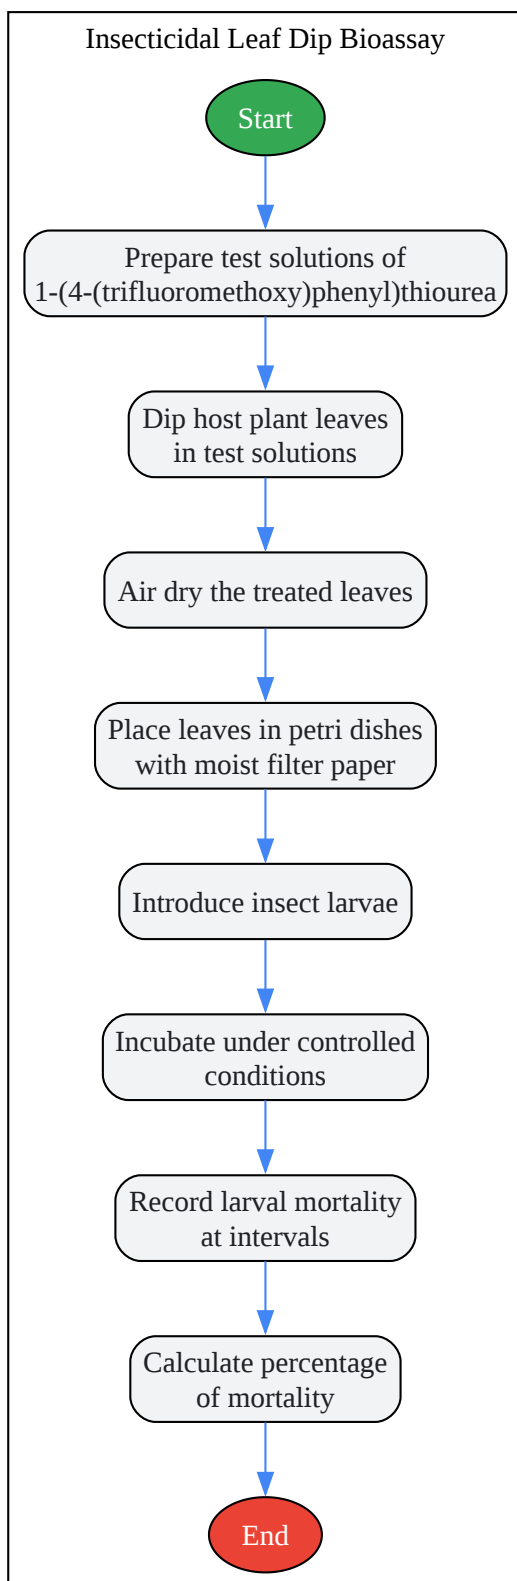 Insecticidal Leaf Dip Bioassay
Start
Prepare test solutions of
1-(4-(trifluoromethoxy)phenyl)thiourea
Dip host plant leaves
in test solutions
Air dry the treated leaves
Place leaves in petri dishes
with moist filter paper
Introduce insect larvae
Incubate under controlled
conditions
Record larval mortality
at intervals
Calculate percentage
of mortality
End